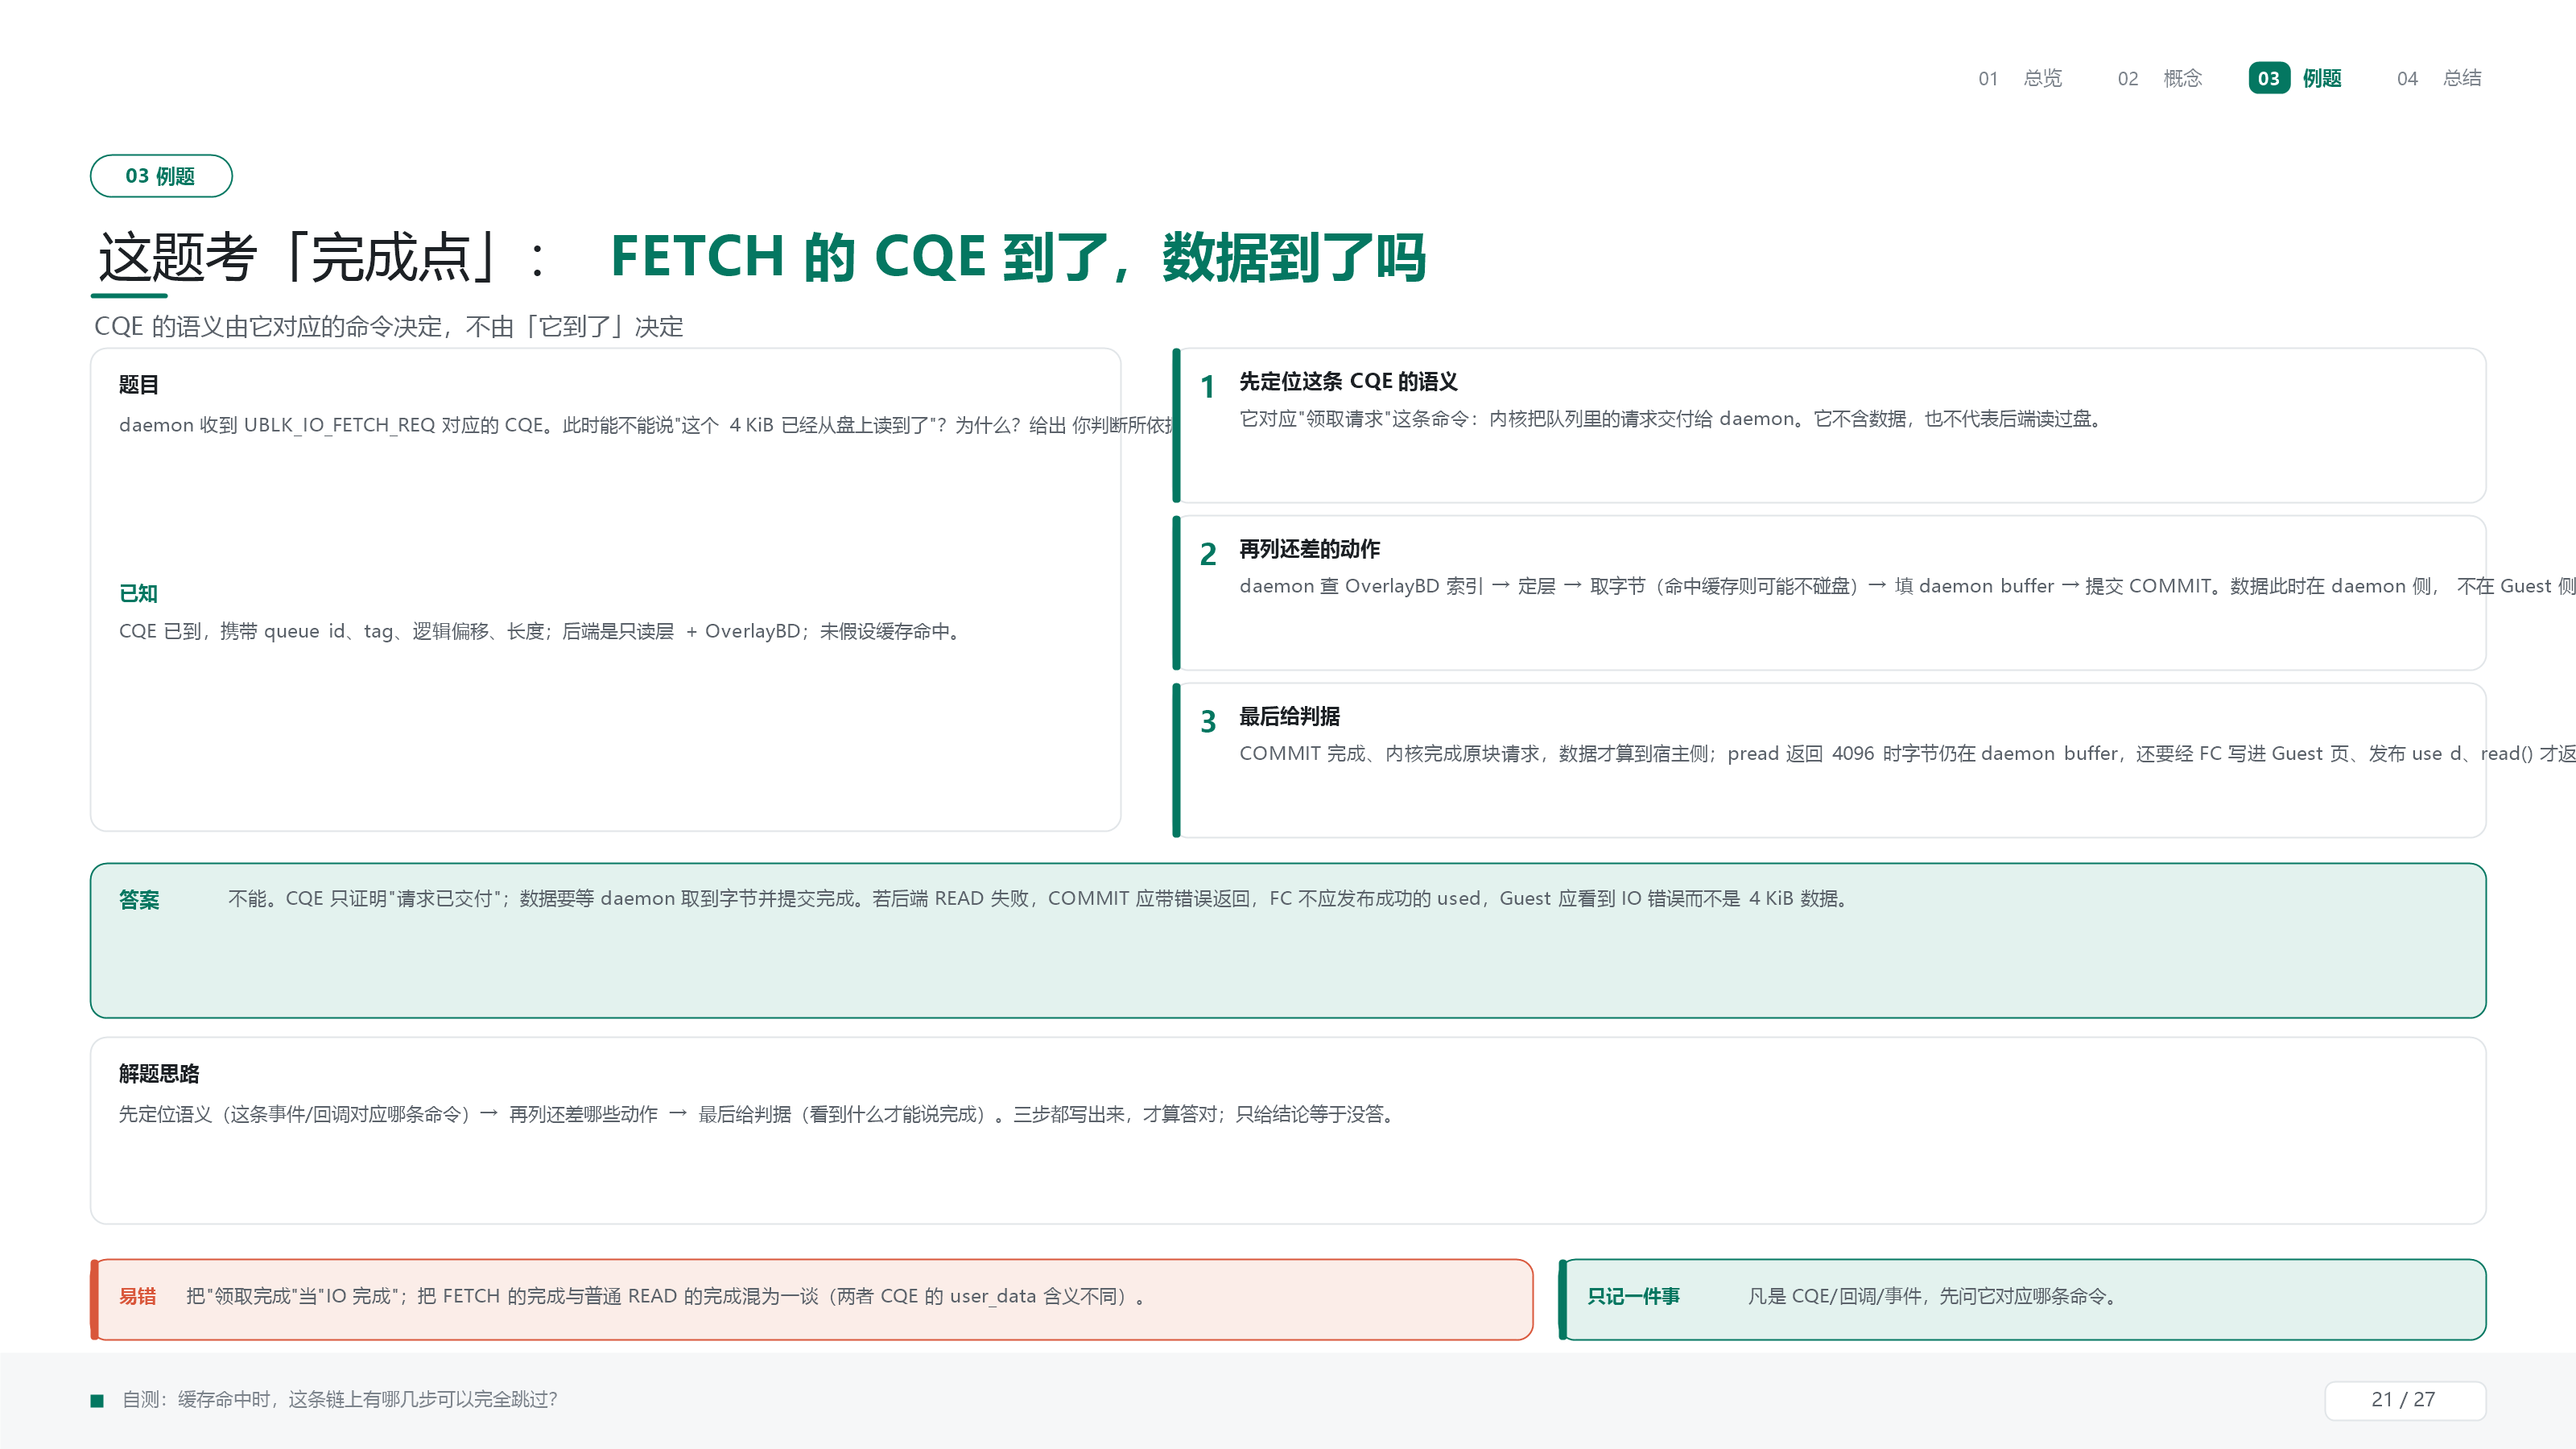 01 总览 02 概念 03 例题 04 总结
03 例题
这题考「完成点」： FETCH 的 CQE 到了，数据到了吗
CQE 的语义由它对应的命令决定，不由「它到了」决定
题目
daemon 收到 UBLK_IO_FETCH_REQ 对应的 CQE。此时能不能说"这个 4 KiB 已经从盘上读到了"？为什么？给出 你判断所依
已知
CQE 已到，携带 queue id、tag、逻辑偏移、长度；后端是只读层 + OverlayBD；未假设缓存命中。
1 先定位这条 CQE 的语义
它对应"领取请求"这条命令：内核把队列里的请求交付给 daemon。它不含数据，也不代表后端读过盘。
2 再列还差的动作
daemon 查 OverlayBD 索引 → 定层 → 取字节（命中缓存则可能不碰盘）→ 填 daemon buffer → 提交 COMMIT。数据此时在 daemon 侧， 不在 Guest 侧
3 最后给判据
COMMIT 完成、内核完成原块请求，数据才算到宿主侧；pread 返回 4096 时字节仍在 daemon buffer，还要经 FC 写进 Guest 页、发布 use d、read() 才返
答案 不能。CQE 只证明"请求已交付"；数据要等 daemon 取到字节并提交完成。若后端 READ 失败，COMMIT 应带错误返回，FC 不应发布成功的 used，Guest 应看到 IO 错误而不是 4 KiB 数据。
解题思路
先定位语义（这条事件/回调对应哪条命令）→ 再列还差哪些动作 → 最后给判据（看到什么才能说完成）。三步都写出来，才算答对；只给结论等于没答。
易错 把"领取完成"当"IO 完成"；把 FETCH 的完成与普通 READ 的完成混为一谈（两者 CQE 的 user_data 含义不同）。
只记一件事 凡是 CQE/回调/事件，先问它对应哪条命令。
自测：缓存命中时，这条链上有哪几步可以完全跳过？
21 / 27